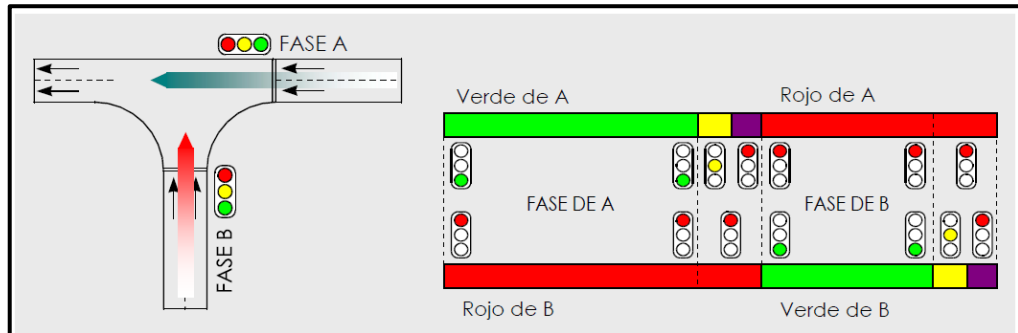 FASE A
FASE B
Verde de A
Rojo de A
FASE DE A
FASE DE B
Rojo de B
Verde de B